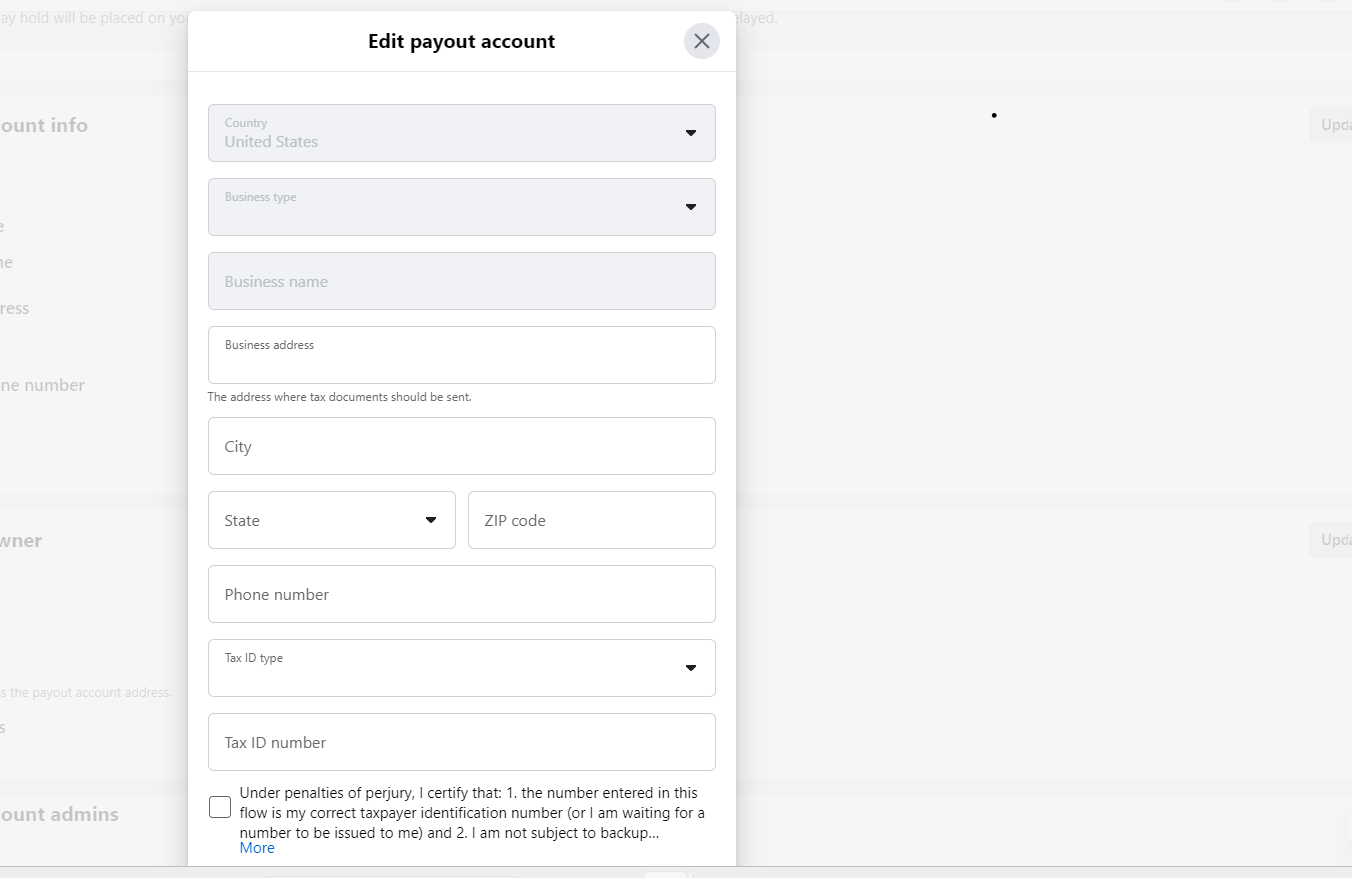 ay hold will be placed on yo
elayed.
Edit payout account
ount info
Upda
Country
United States
Business type
e
Business name
ne
ress
Business address
ne number
The address where tax documents should be sent.
City
State
ZIP code
wner
Upda
Phone number
Tax ID type
s the payout account address.
s
Tax ID number
Under penalties of perjury, I certify that: 1. the number entered in this
flow is my correct taxpayer identification number (or I am waiting for a
number to be issued to me) and 2. I am not subject to backup...
More
ount admins